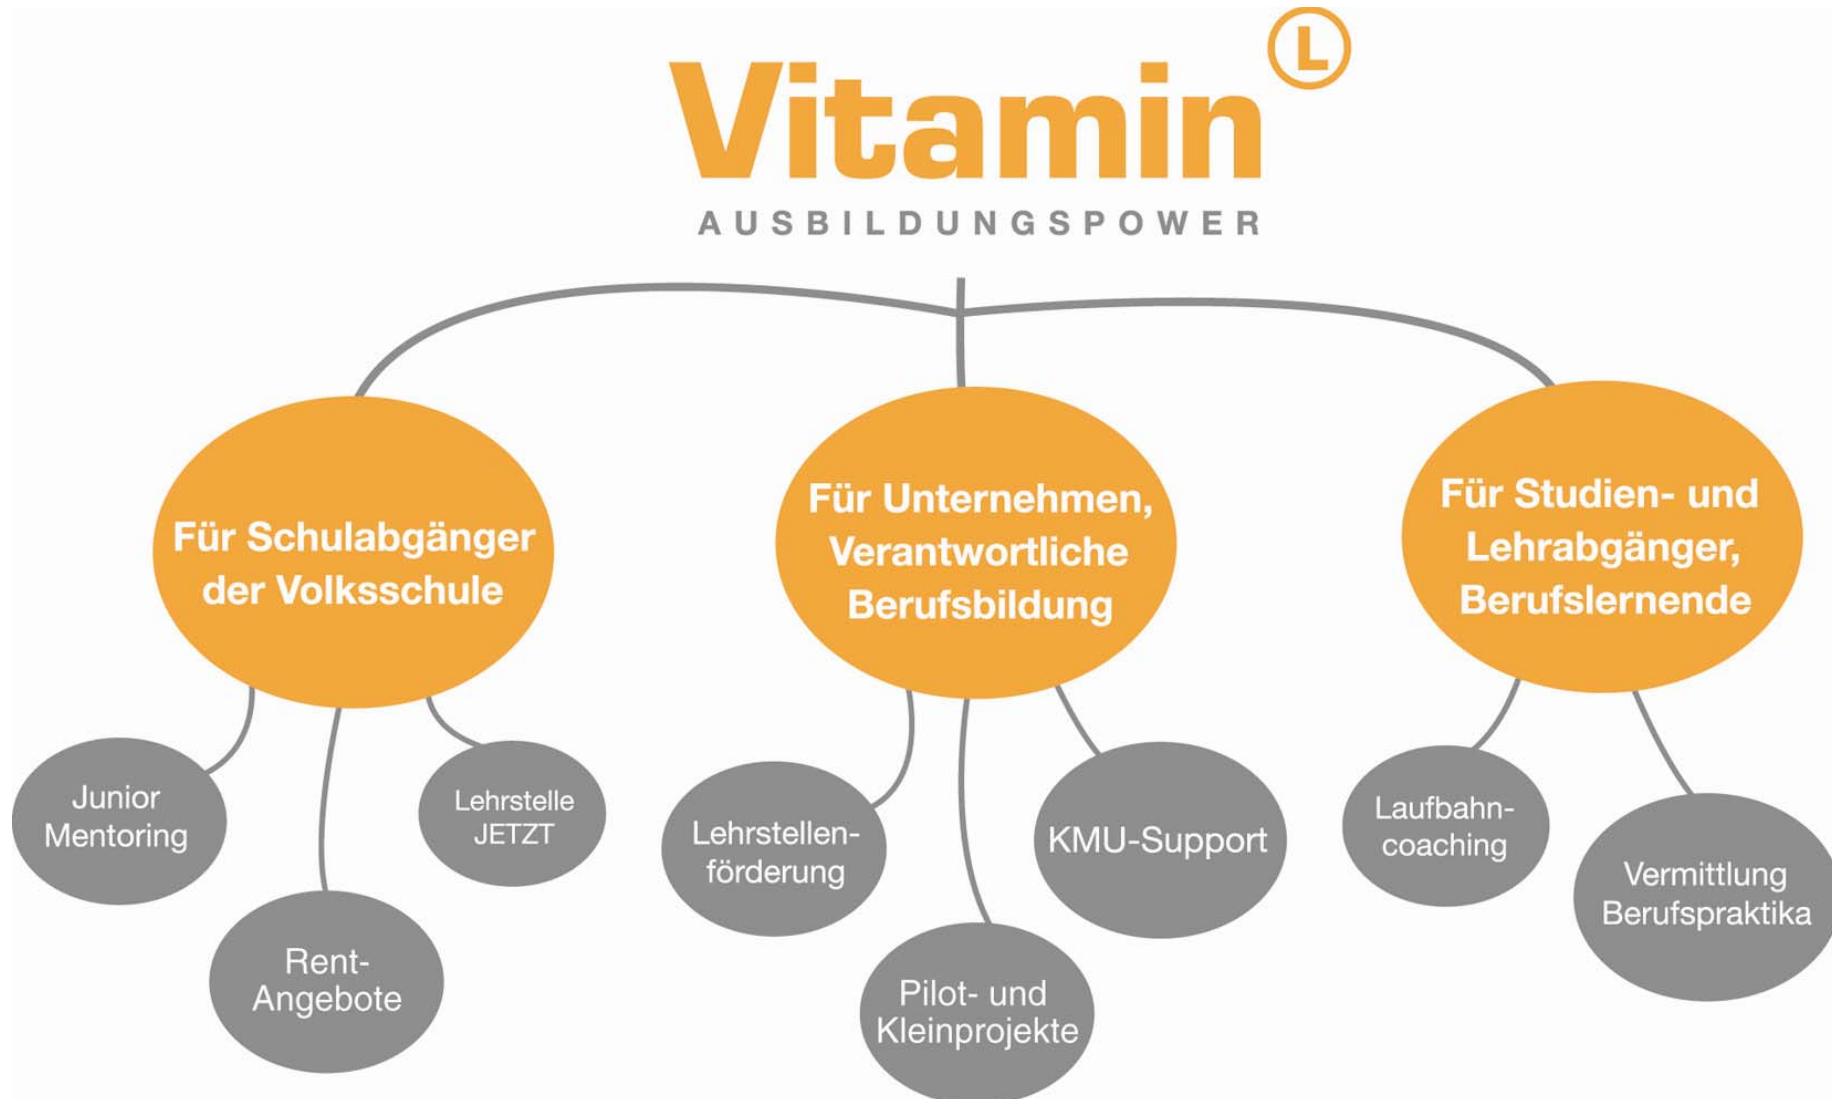 Vitamin L
AUSBILDUNGSPOWER
Für Schulabgänger
der Volksschule
Junior
Mentoring
Rent-
Angebote
Lehrstelle
JETZT
Für Unternehmen,
Verantwortliche
Berufsbildung
Lehrstellen-
förderung
Pilot- und
Kleinprojekte
KMU-Support
Für Studien- und
Lehrabgänger,
Berufslernende
Laufbahn-
coaching
Vermittlung
Berufspraktika